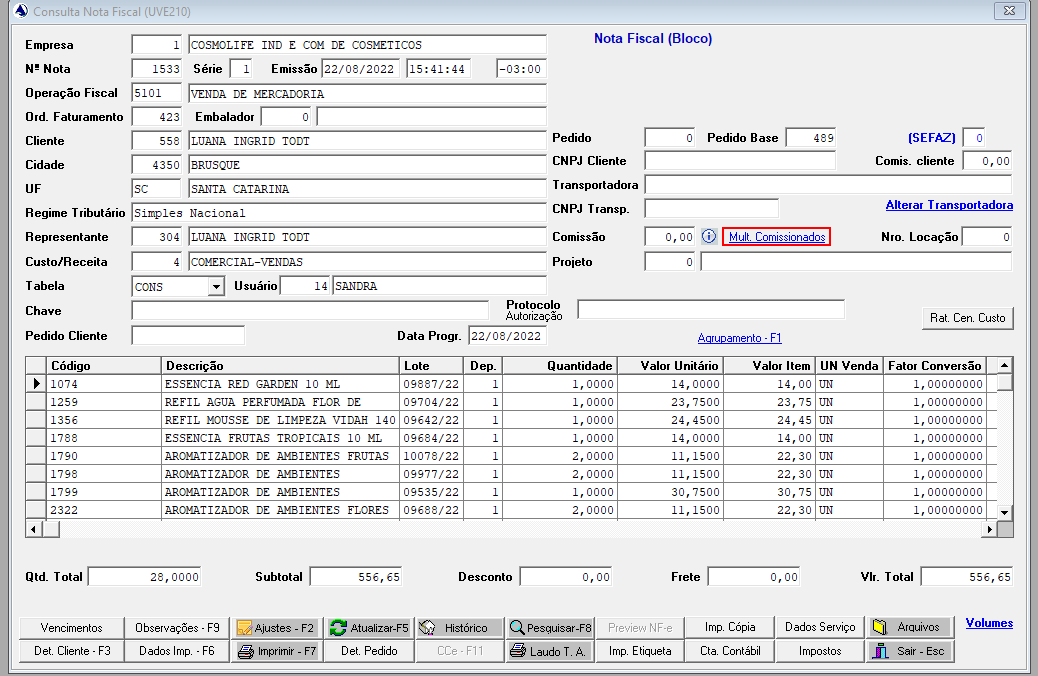 Consulta Nota Fiscal (UVE210)
Nota Fiscal (Bloco)
Empresa 1 COSMOLIFE IND E COM DE COSMETICOS
Nº Nota 1533 Série 1 Emissão 22/08/2022 15:41:44 -03:00
Operação Fiscal 5101 VENDA DE MERCADORIA
Ord. Faturamento 423 Embalador 0
Cliente 558 LUANA INGRID TODT Pedido 0 Pedido Base 489 (SEFAZ) 0
Cidade 4350 BRUSQUE CNPJ Cliente Comis. cliente 0,00
UF SC SANTA CATARINA Transportadora
Regime Tributário Simples Nacional CNPJ Transp. Alterar Transportadora
Representante 304 LUANA INGRID TODT Comissão 0,00 Mult. Comissionados Nro. Locação 0
Custo/Receita 4 COMERCIAL-VENDAS Projeto 0
Tabela CONS Usuário 14 SANDRA
Chave Protocolo Autorização Rat. Cen. Custo
Pedido Cliente Data Progr. 22/08/2022 Agrupamento - F1
Código Descrição Lote Dep. Quantidade Valor Unitário Valor Item UN Venda Fator Conversão
1074 ESSENCIA RED GARDEN 10 ML 09887/22 1 1,0000 14,0000 14,00 UN 1,00000000
1259 REFIL AGUA PERFUMADA FLOR DE 09704/22 1 1,0000 23,7500 23,75 UN 1,00000000
1356 REFIL MOUSSE DE LIMPEZA VIDAH 140 09642/22 1 1,0000 24,4500 24,45 UN 1,00000000
1788 ESSENCIA FRUTAS TROPICAIS 10 ML 09684/22 1 1,0000 14,0000 14,00 UN 1,00000000
1790 AROMATIZADOR DE AMBIENTES FRUTAS 10078/22 1 2,0000 11,1500 22,30 UN 1,00000000
1798 AROMATIZADOR DE AMBIENTES 09977/22 1 2,0000 11,1500 22,30 UN 1,00000000
1799 AROMATIZADOR DE AMBIENTES 09535/22 1 1,0000 30,7500 30,75 UN 1,00000000
2322 AROMATIZADOR DE AMBIENTES FLORES 09688/22 1 2,0000 11,1500 22,30 UN 1,00000000
Qtd. Total 28,0000 Subtotal 556,65 Desconto 0,00 Frete 0,00 Vlr. Total 556,65
Vencimentos Observações - F9 Ajustes - F2 Atualizar-F5 Histórico Pesquisar-F8 Preview NF-e Imp. Cópia Dados Serviço Arquivos Volumes
Det. Cliente - F3 Dados Imp. - F6 Imprimir - F7 Det. Pedido CCe - F11 Laudo T. A. Imp. Etiqueta Cta. Contábil Impostos Sair - Esc